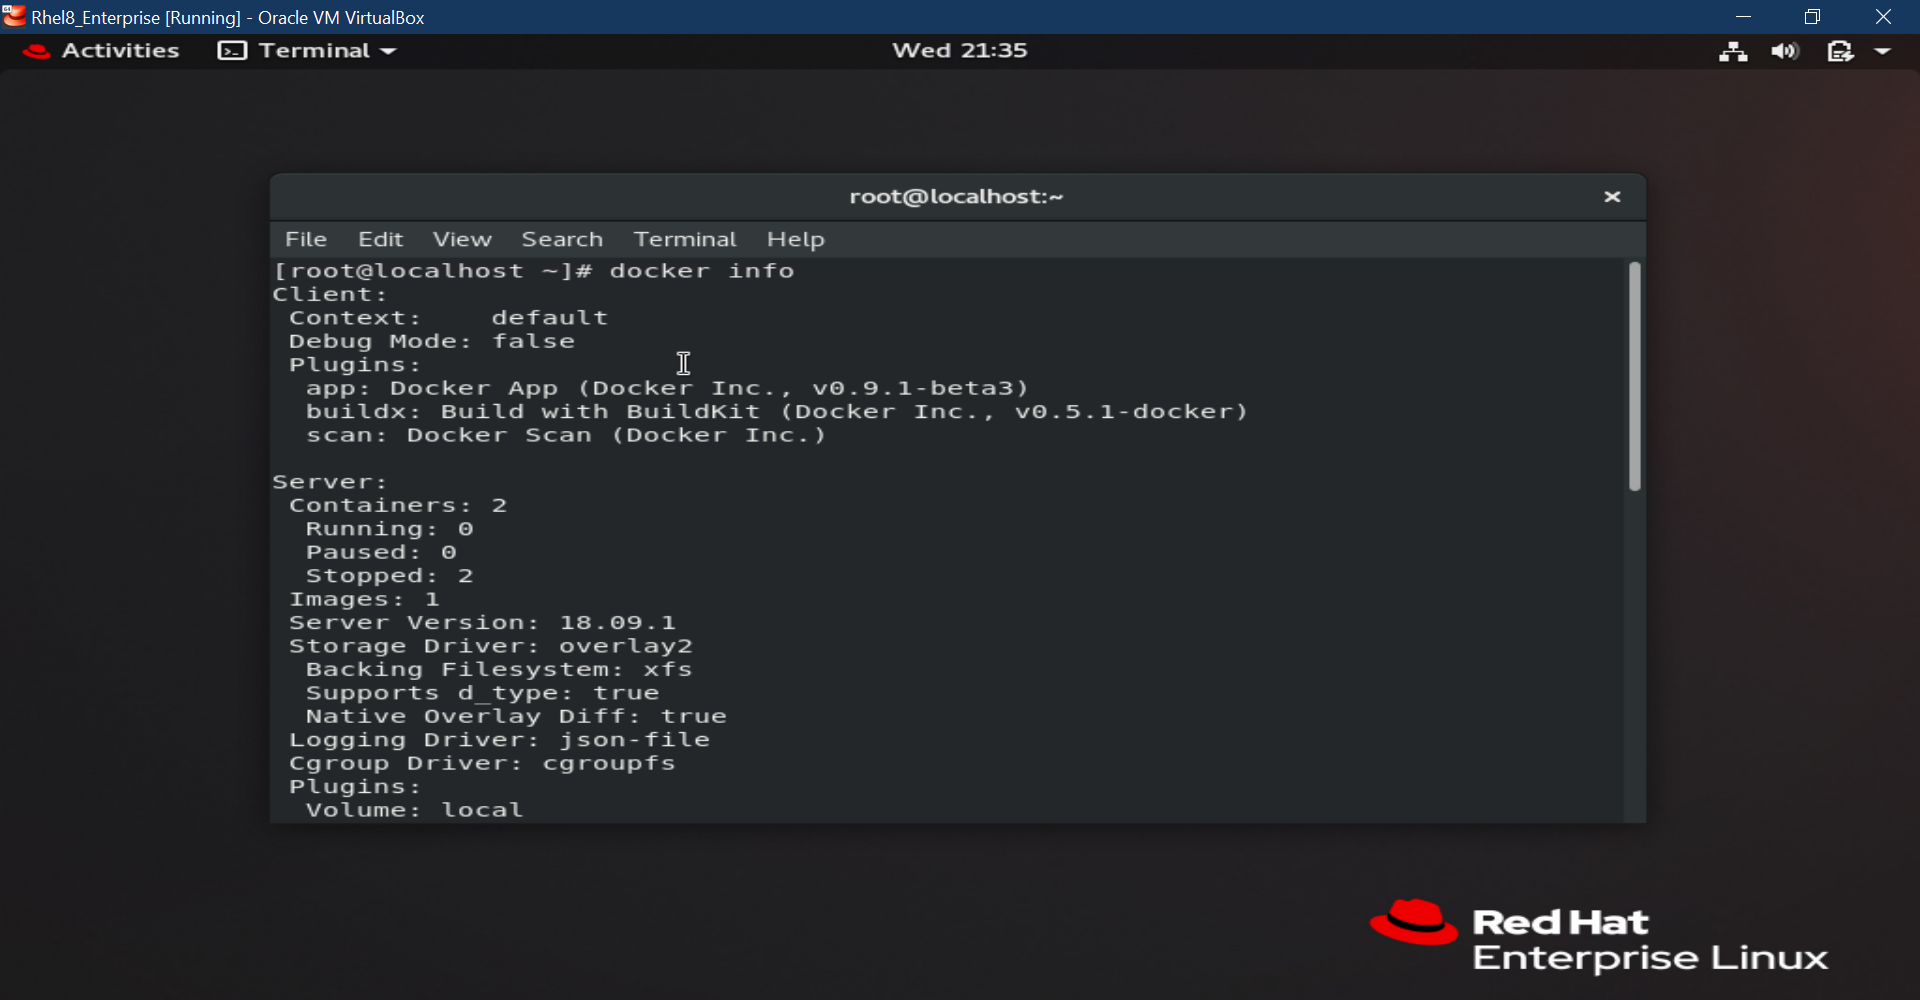 Rhel8_Enterprise [Running] - Oracle VM VirtualBox
Activities Terminal Wed 21:35
root@localhost:~
File Edit View Search Terminal Help
[root@localhost ~]# docker info
Client:
 Context:    default
 Debug Mode: false
 Plugins:
  app: Docker App (Docker Inc., v0.9.1-beta3)
  buildx: Build with BuildKit (Docker Inc., v0.5.1-docker)
  scan: Docker Scan (Docker Inc.)

Server:
 Containers: 2
  Running: 0
  Paused: 0
  Stopped: 2
 Images: 1
 Server Version: 18.09.1
 Storage Driver: overlay2
  Backing Filesystem: xfs
  Supports d_type: true
  Native Overlay Diff: true
 Logging Driver: json-file
 Cgroup Driver: cgroupfs
 Plugins:
  Volume: local
Red Hat
Enterprise Linux